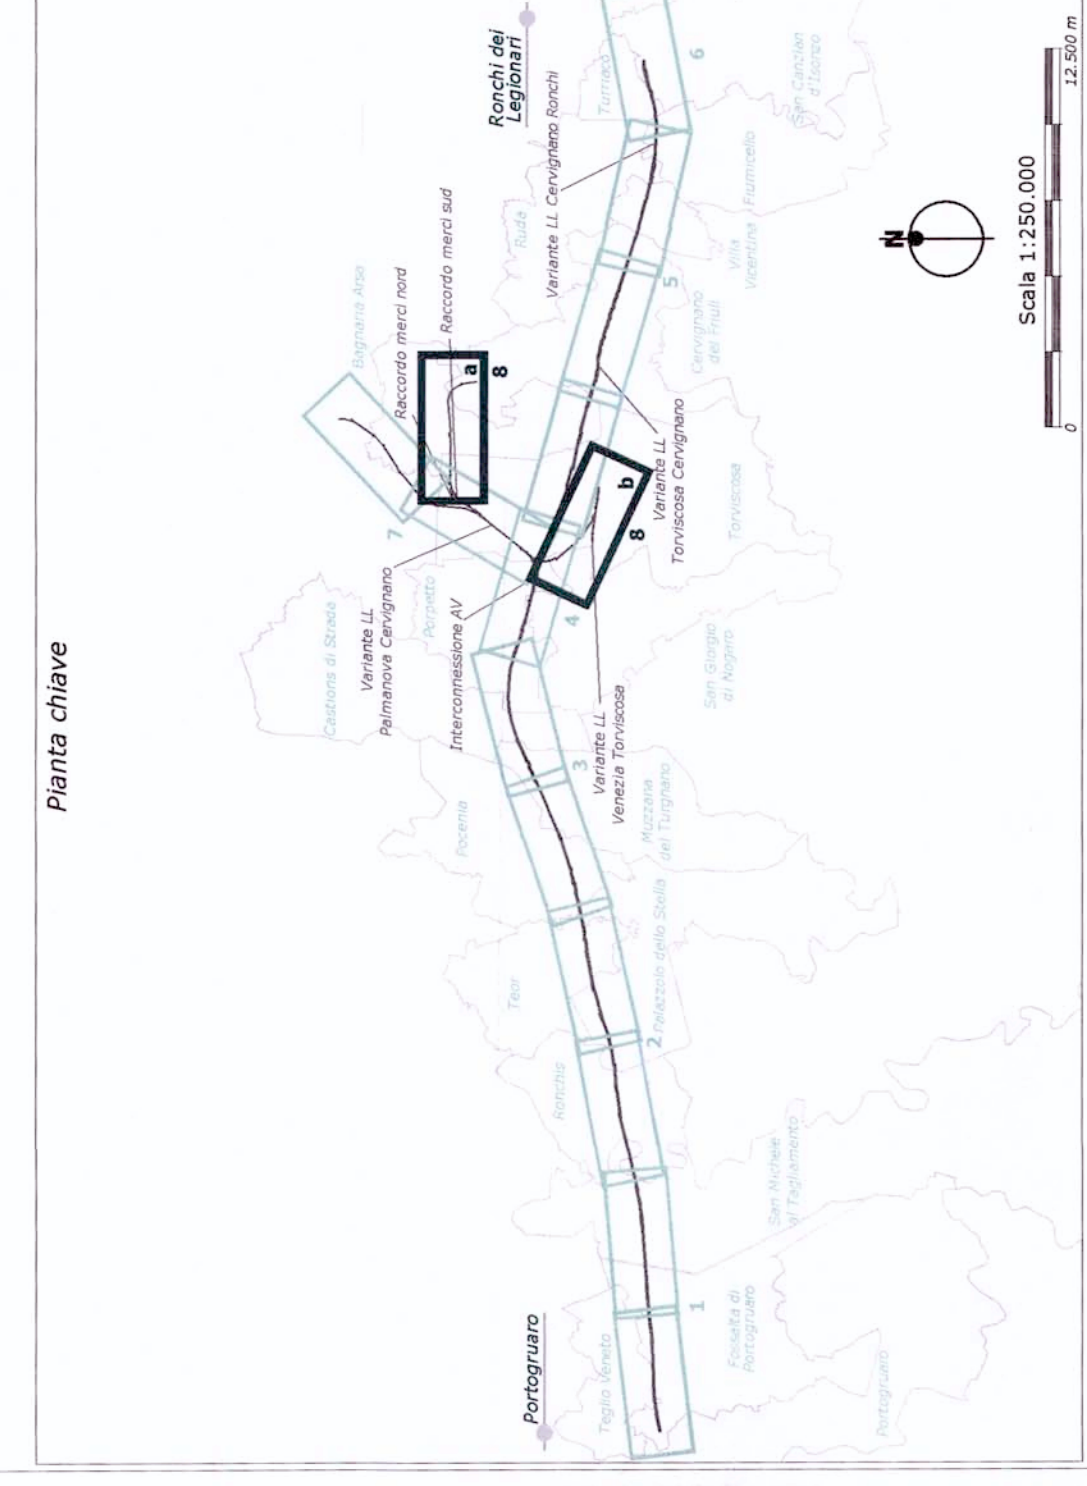 Pianta chiave
Portogruaro
Ronchi dei
Legionari
Teglio Veneto
Fossalta di
Portogruaro
Portogruaro
San Michele
al Tagliamento
Ronchis
Teor
Palazzolo dello Stella
Pocenia
Muzzana
del Turgnano
Castions di Strada
Porpetto
San Giorgio
di Nogaro
Torviscosa
Bagnaria Arsa
Cervignano
del Friuli
Ruda
Villa
Vicentina
Fiumicello
Turriaco
San Canzian
d'Isonzo
Variante LL
Palmanova Cervignano
Interconnessione AV
Variante LL
Venezia Torviscosa
Raccordo merci nord
Raccordo merci sud
Variante LL
Torviscosa Cervignano
Variante LL Cervignano Ronchi
1
2
3
4
5
6
7
a
8
b
8
N
Scala 1:250.000
0
12.500 m